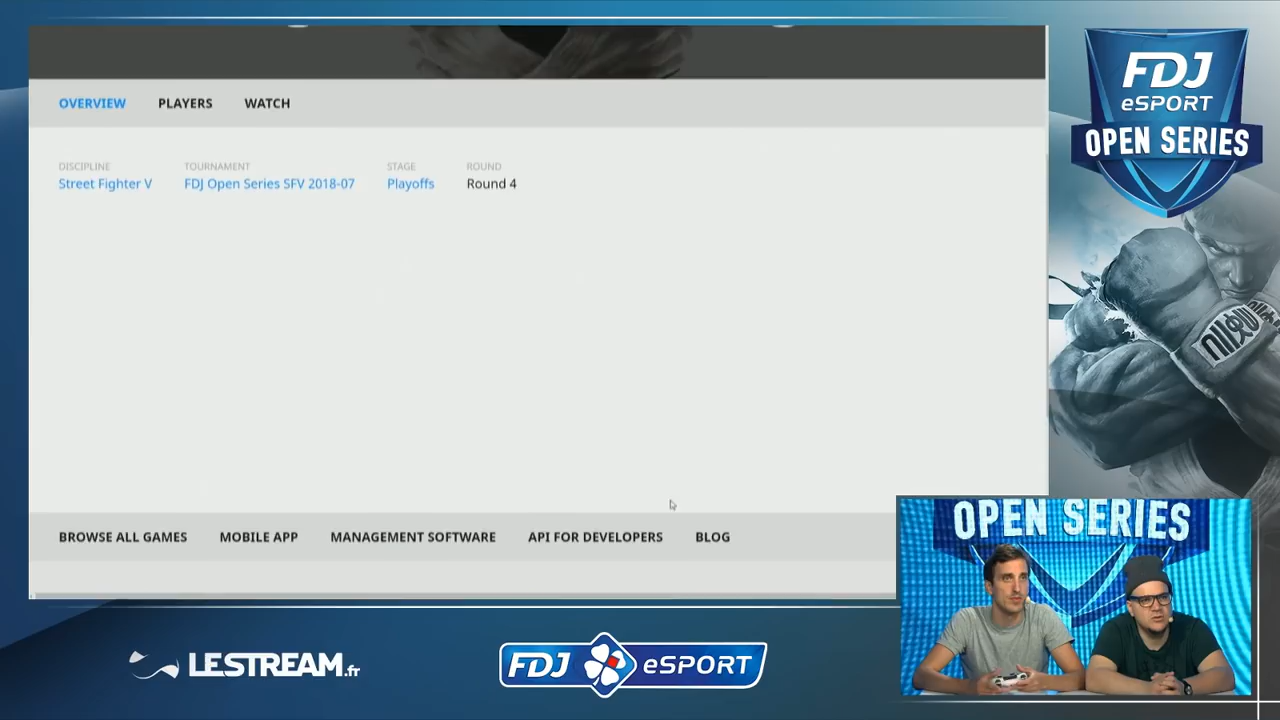 OVERVIEW PLAYERS WATCH
DISCIPLINE TOURNAMENT STAGE ROUND
Street Fighter V FDJ Open Series SFV 2018-07 Playoffs Round 4
BROWSE ALL GAMES MOBILE APP MANAGEMENT SOFTWARE API FOR DEVELOPERS BLOG
FDJ
eSPORT
OPEN SERIES
OPEN SERIES
LESTREAM.fr
FDJ eSPORT